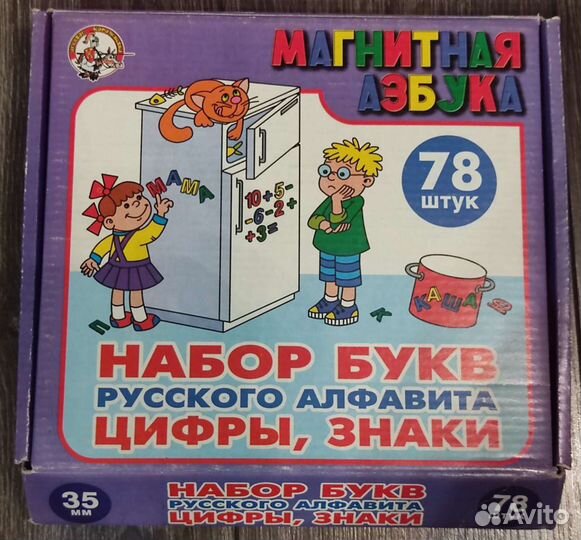 МАГНИТНАЯ
АЗБУКА
78
ШТУК
МАМА
10+5-
-6-2+
+3=
КАША
Я
П
К
НАБОР БУКВ
РУССКОГО АЛФАВИТА
ЦИФРЫ, ЗНАКИ
35
ММ
НАБОР БУКВ
РУССКОГО АЛФАВИТА
ЦИФРЫ, ЗНАКИ
78
Avito